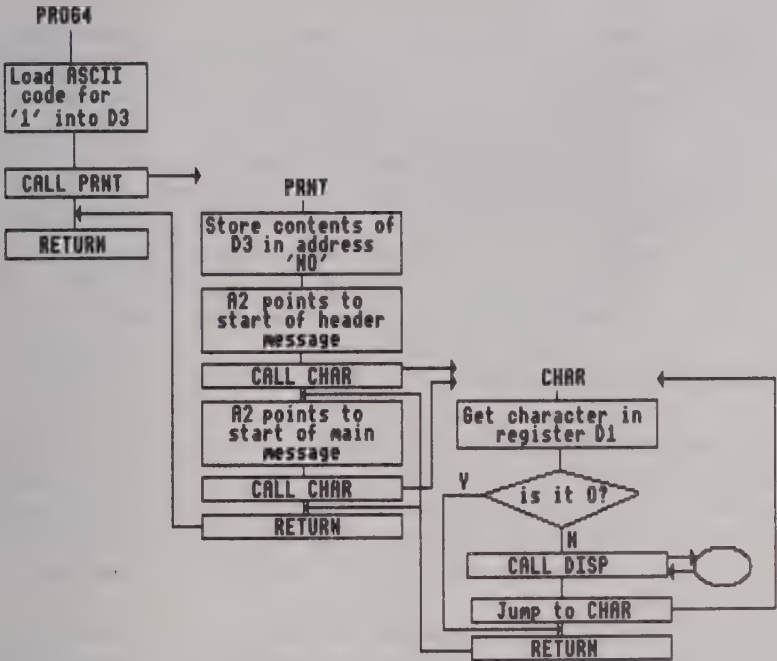 PROG4
Load ASCII
code for
'1' into D3
CALL PRNT
RETURN
PRNT
Store contents of
D3 in address
'NO'
A2 points to
start of header
message
CALL CHAR
A2 points to
start of main
message
CALL CHAR
RETURN
CHAR
Get character in
register D1
Y
is it 0?
N
CALL DISP
Jump to CHAR
RETURN